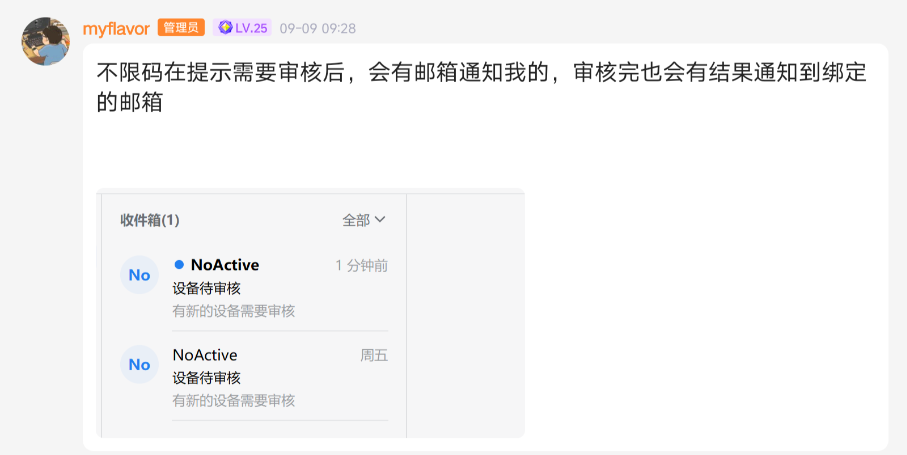 myflavor 管理员 LV.25 09-09 09:28
不限码在提示需要审核后，会有邮箱通知我的，审核完也会有结果通知到绑定
的邮箱
收件箱(1) 全部
No NoActive 1 分钟前
设备待审核
有新的设备需要审核
No NoActive 周五
设备待审核
有新的设备需要审核